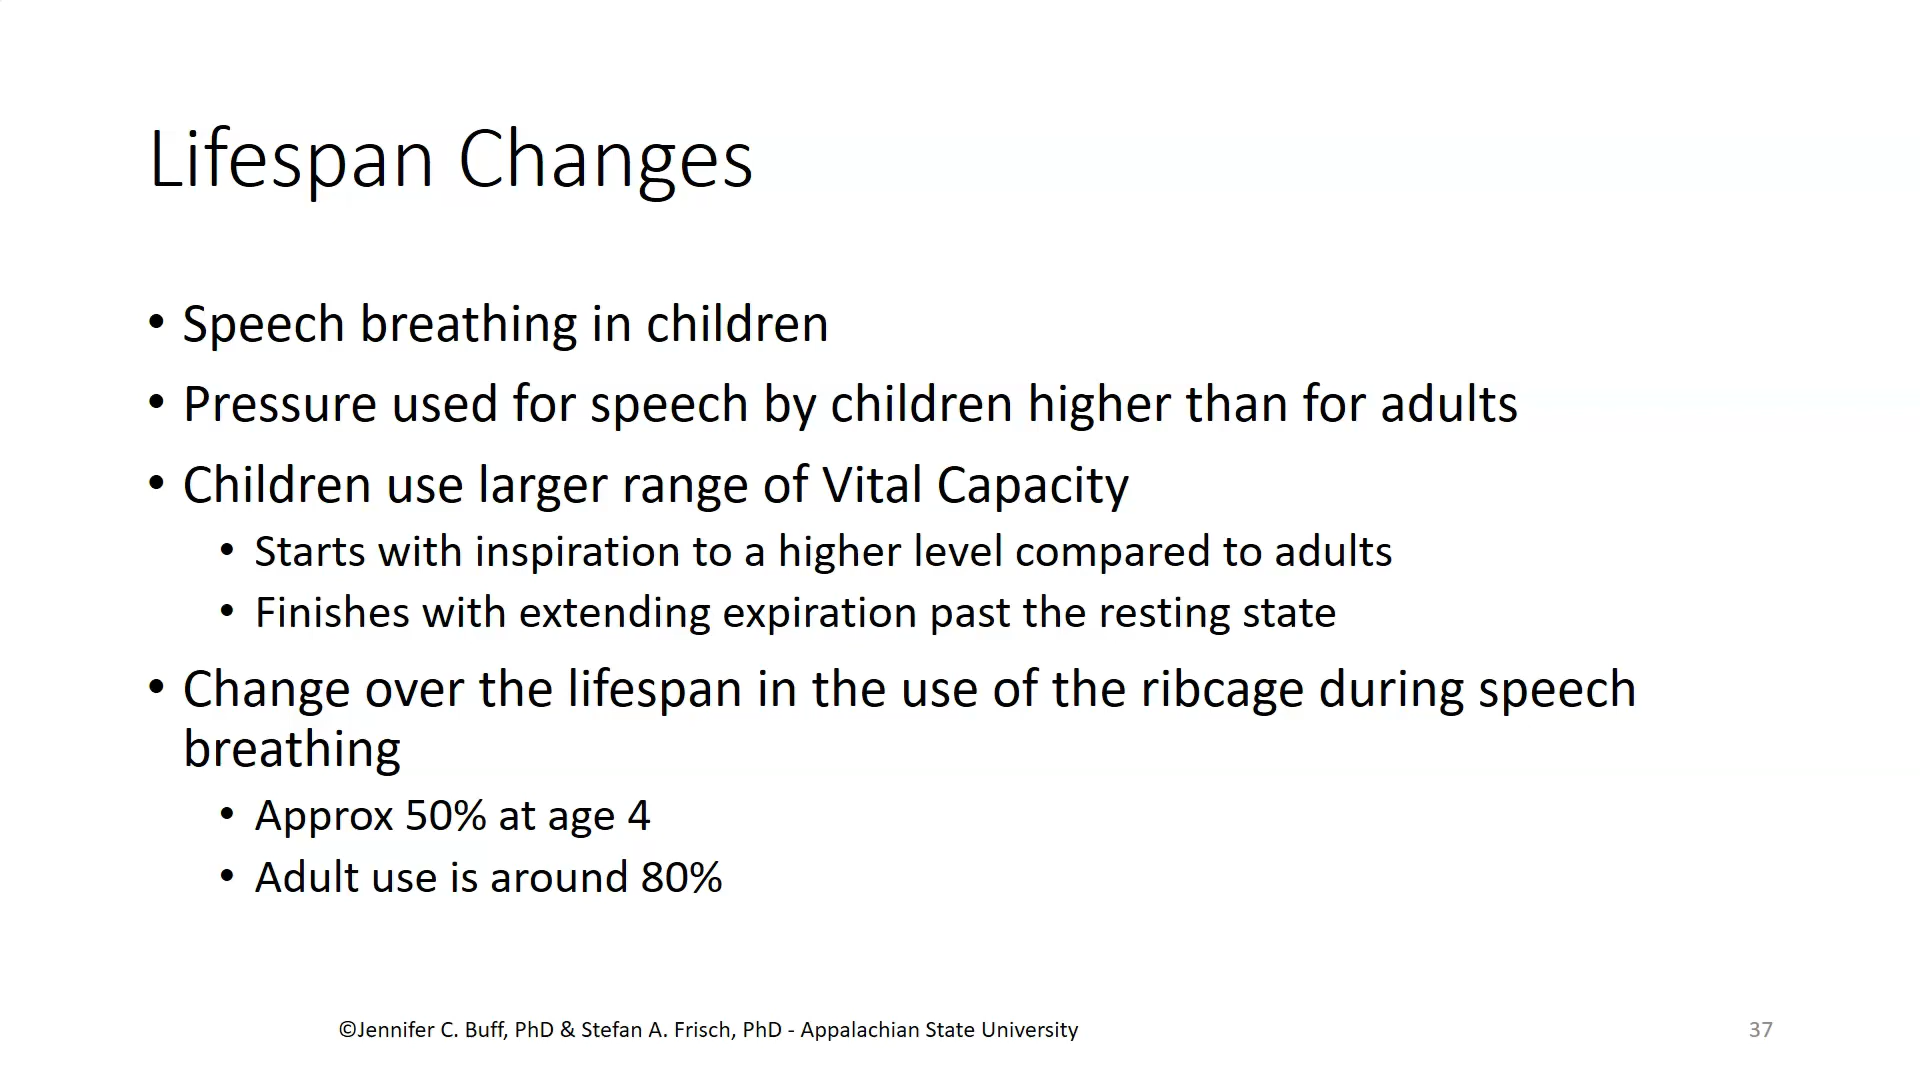 Lifespan Changes
• Speech breathing in children
• Pressure used for speech by children higher than for adults
• Children use larger range of Vital Capacity
• Starts with inspiration to a higher level compared to adults
• Finishes with extending expiration past the resting state
• Change over the lifespan in the use of the ribcage during speech
breathing
• Approx 50% at age 4
• Adult use is around 80%
©Jennifer C. Buff, PhD & Stefan A. Frisch, PhD - Appalachian State University
37